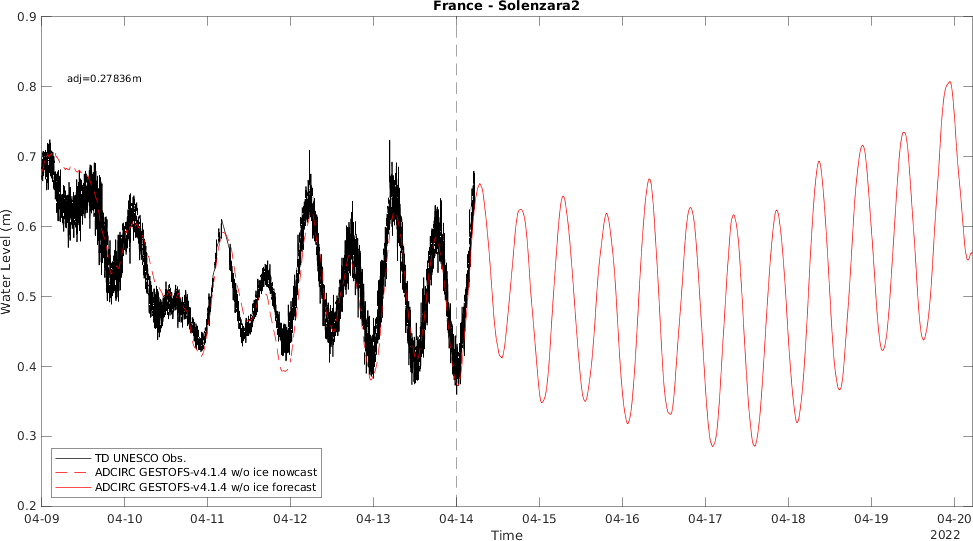 France - Solenzara2
adj=0.27836m
Water Level (m)
0.9
0.8
0.7
0.6
0.5
0.4
0.3
0.2
TD UNESCO Obs.
ADCIRC GESTOFS-v4.1.4 w/o ice nowcast
ADCIRC GESTOFS-v4.1.4 w/o ice forecast
04-09 04-10 04-11 04-12 04-13 04-14 04-15 04-16 04-17 04-18 04-19 04-20
Time
2022